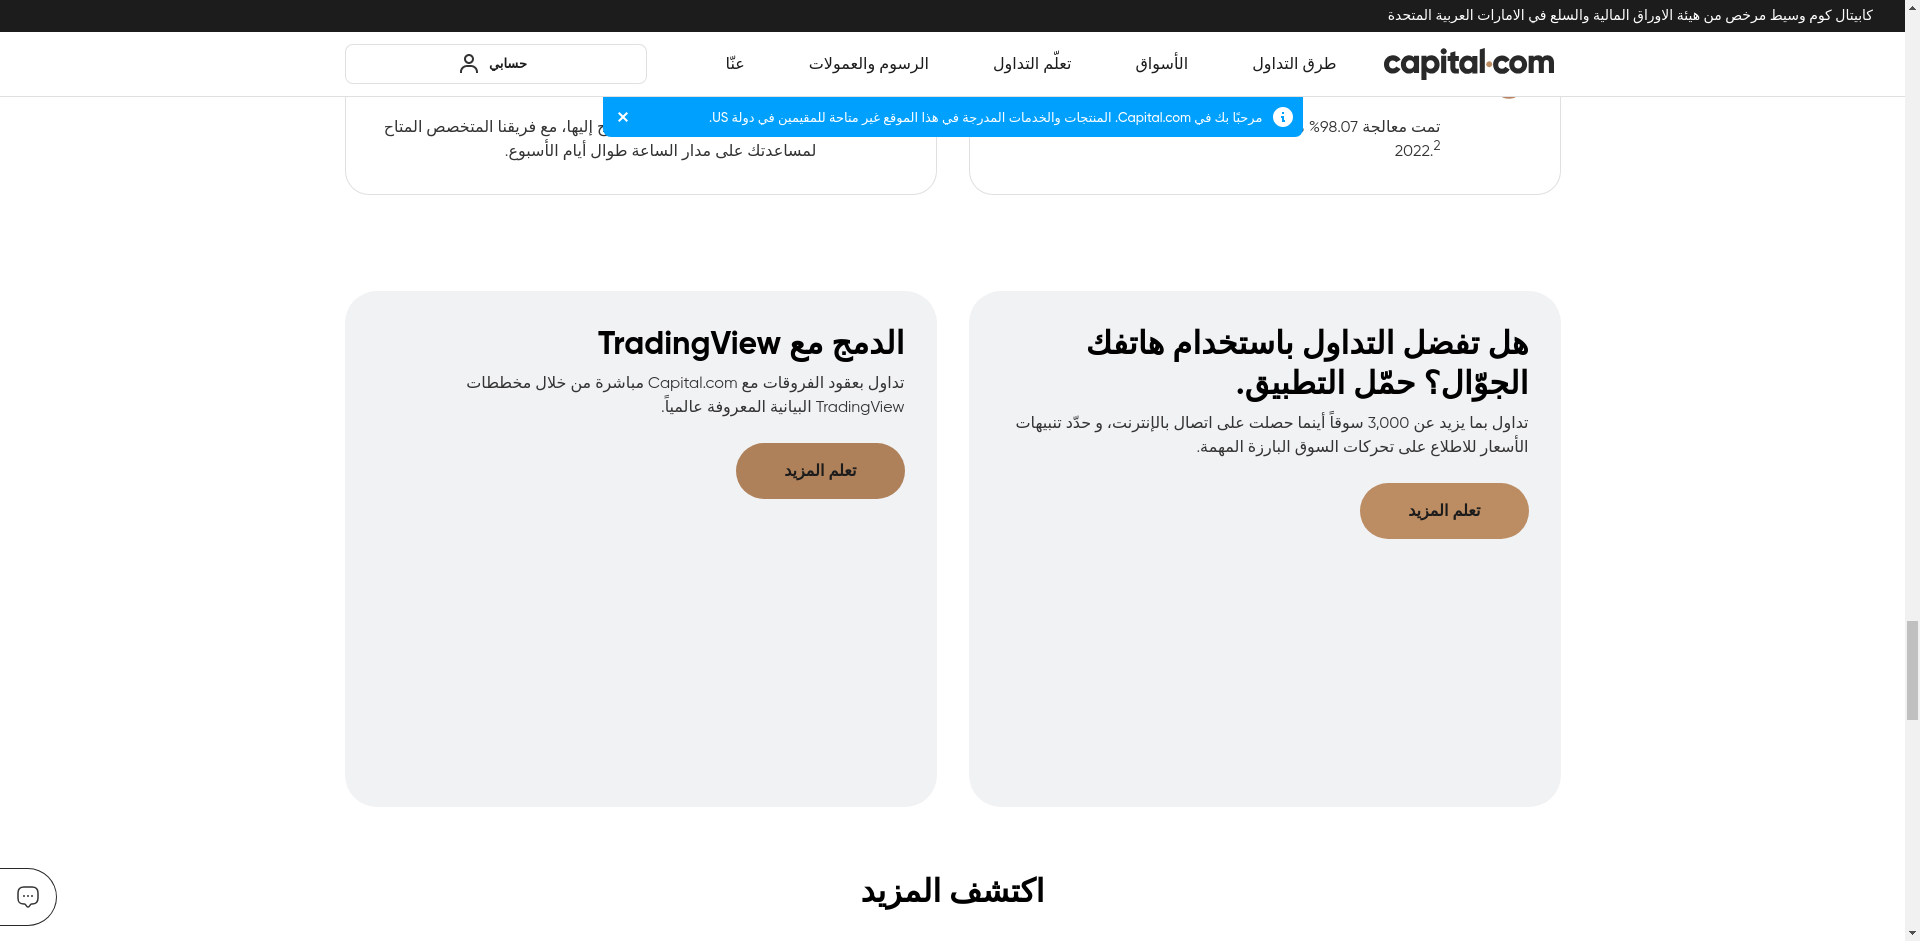 كابيتال كوم وسيط مرخص من هيئة الاوراق المالية والسلع في الامارات العربية المتحدة
capital.com
طرق التداول
الأسواق
تعلّم التداول
الرسوم والعمولات
عنّا
حسابي
مرحبًا بك في Capital.com. المنتجات والخدمات المدرجة في هذا الموقع غير متاحة للمقيمين في دولة US.
تمت معالجة 98.07%
2022.2
إليها، مع فريقنا المتخصص المتاح
لمساعدتك على مدار الساعة طوال أيام الأسبوع.
هل تفضل التداول باستخدام هاتفك
الجوّال؟ حمّل التطبيق.
تداول بما يزيد عن 3,000 سوقاً أينما حصلت على اتصال بالإنترنت، و حدّد تنبيهات
الأسعار للاطلاع على تحركات السوق البارزة المهمة.
تعلم المزيد
الدمج مع TradingView
تداول بعقود الفروقات مع Capital.com مباشرة من خلال مخططات
TradingView البيانية المعروفة عالمياً.
تعلم المزيد
اكتشف المزيد